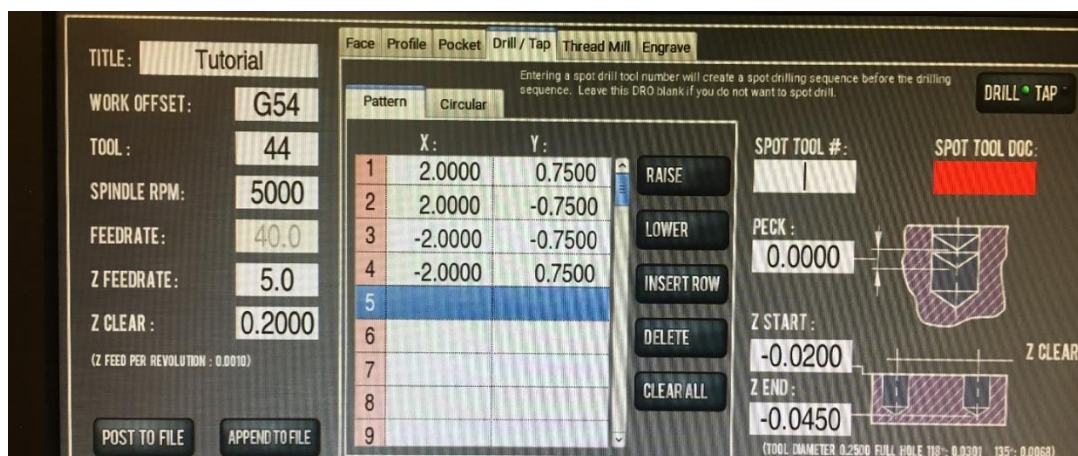 Face Profile Pocket Drill / Tap Thread Mill Engrave
TITLE: Tutorial
WORK OFFSET: G54
TOOL: 44
SPINDLE RPM: 5000
FEEDRATE: 40.0
Z FEEDRATE: 5.0
Z CLEAR : 0.2000
(Z FEED PER REVOLUTION : 0.0010)
POST TO FILE APPEND TO FILE
Entering a spot drill tool number will create a spot drilling sequence before the drilling
sequence. Leave this DRO blank if you do not want to spot drill.
DRILL TAP
Pattern Circular
X: Y:
1 2.0000 0.7500
2 2.0000 -0.7500
3 -2.0000 -0.7500
4 -2.0000 0.7500
5
6
7
8
9
RAISE
LOWER
INSERT ROW
DELETE
CLEAR ALL
SPOT TOOL #: SPOT TOOL DOC:
PECK :
0.0000
Z START :
-0.0200
Z CLEAR
Z END :
-0.0450
(TOOL DIAMETER 0.2500 FULL HOLE 118°: 0.0301 135°: 0.0068)